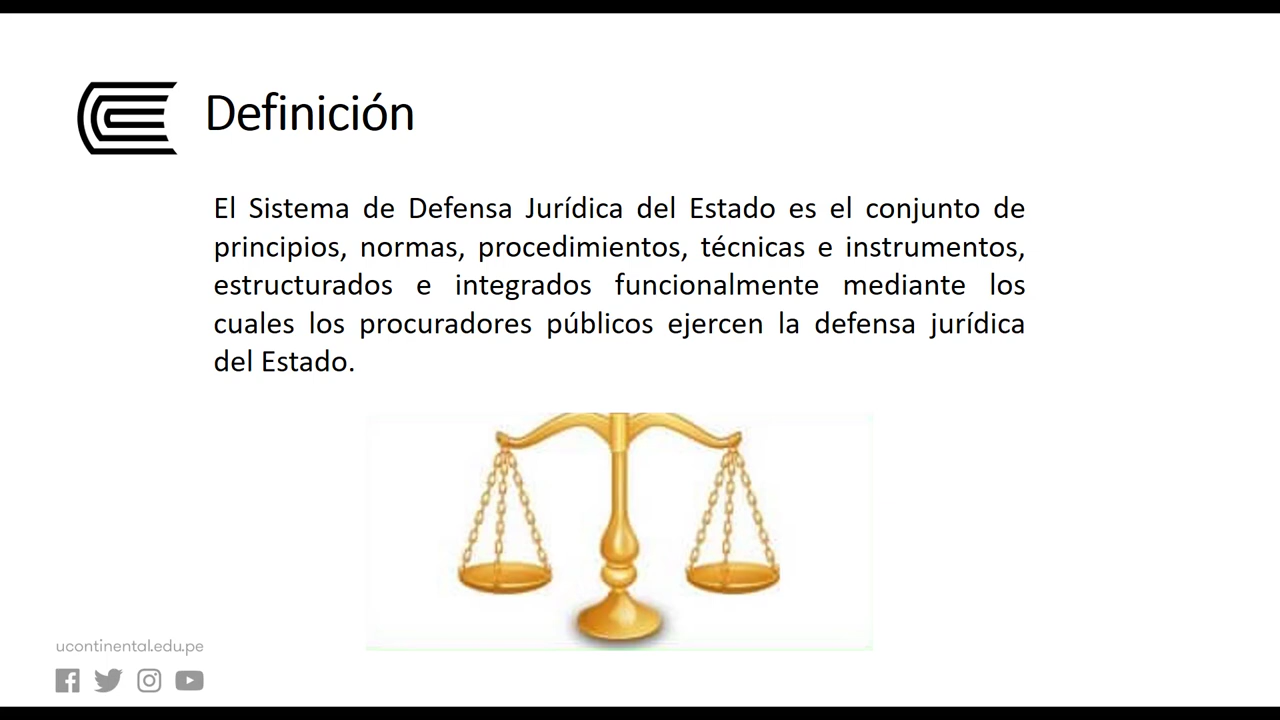 Definición
El Sistema de Defensa Jurídica del Estado es el conjunto de
principios, normas, procedimientos, técnicas e instrumentos,
estructurados e integrados funcionalmente mediante los
cuales los procuradores públicos ejercen la defensa jurídica
del Estado.
ucontinental.edu.pe